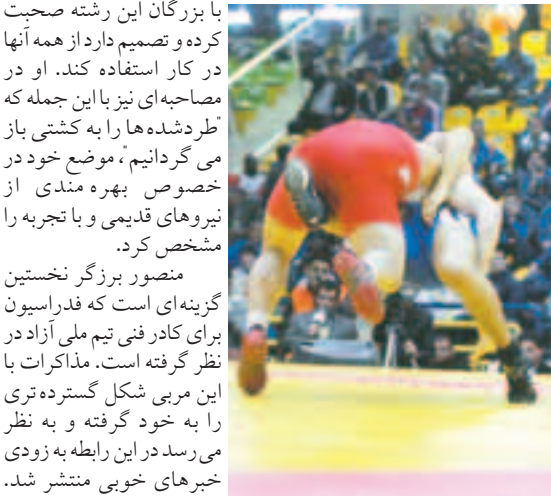 با بزرگان این رشته صحبت
کرده و تصمیم دارد از همه آنها
در کار استفاده کند. او در
مصاحبه‌ای نیز با این جمله که
"طردشده‌ها را به کشتی باز
می گردانیم"، موضع خود در
خصوص بهره مندی از
نیروهای قدیمی و با تجربه را
مشخص کرد.
منصور برزگر نخستین
گزینه‌ای است که فدراسیون
برای کادر فنی تیم ملی آزاد در
نظر گرفته است. مذاکرات با
این مربی شکل گسترده تری
را به خود گرفته و به نظر
می‌رسد در این رابطه به زودی
خبرهای خوبی منتشر شد.